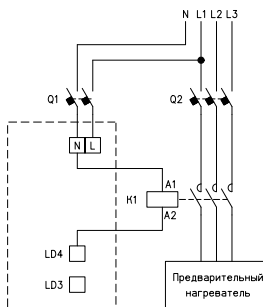 N L1 L2 L3
Q1
Q2
N L
A1
K1
A2
LD4
LD3
Предварительный
нагреватель